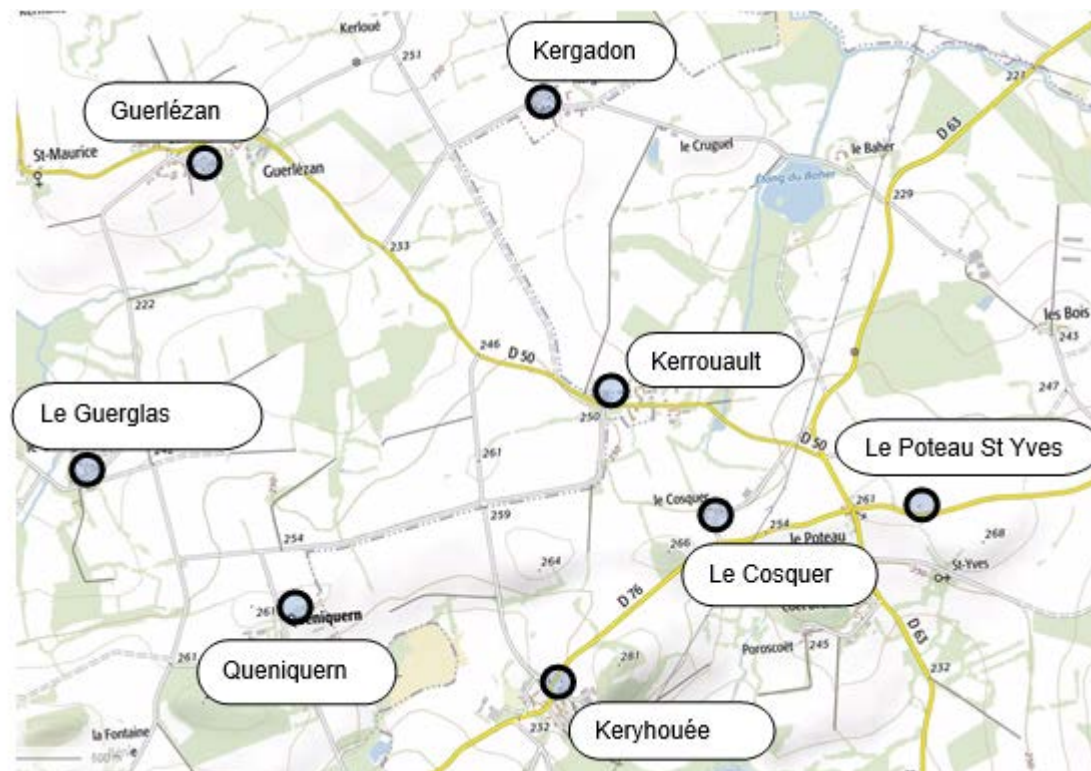 Kerloué
251
Kergadon
221
D 63
Guerlézan
St-Maurice
Guerlézan
le Cruguel
le Baher
Étang du Baher
229
233
222
les Bois
243
246
D 50
Kerrouault
247
250
Le Guerglas
D 50
Le Poteau St Yves
261
259
le Cosquer
261
254
268
254
266
le Poteau
264
St-Yves
Le Cosquer
D 76
261
Queniquern
D 63
Poroscoët
245
261
Queniquern
281
232
252
Keryhouée
la Fontaine
500 m